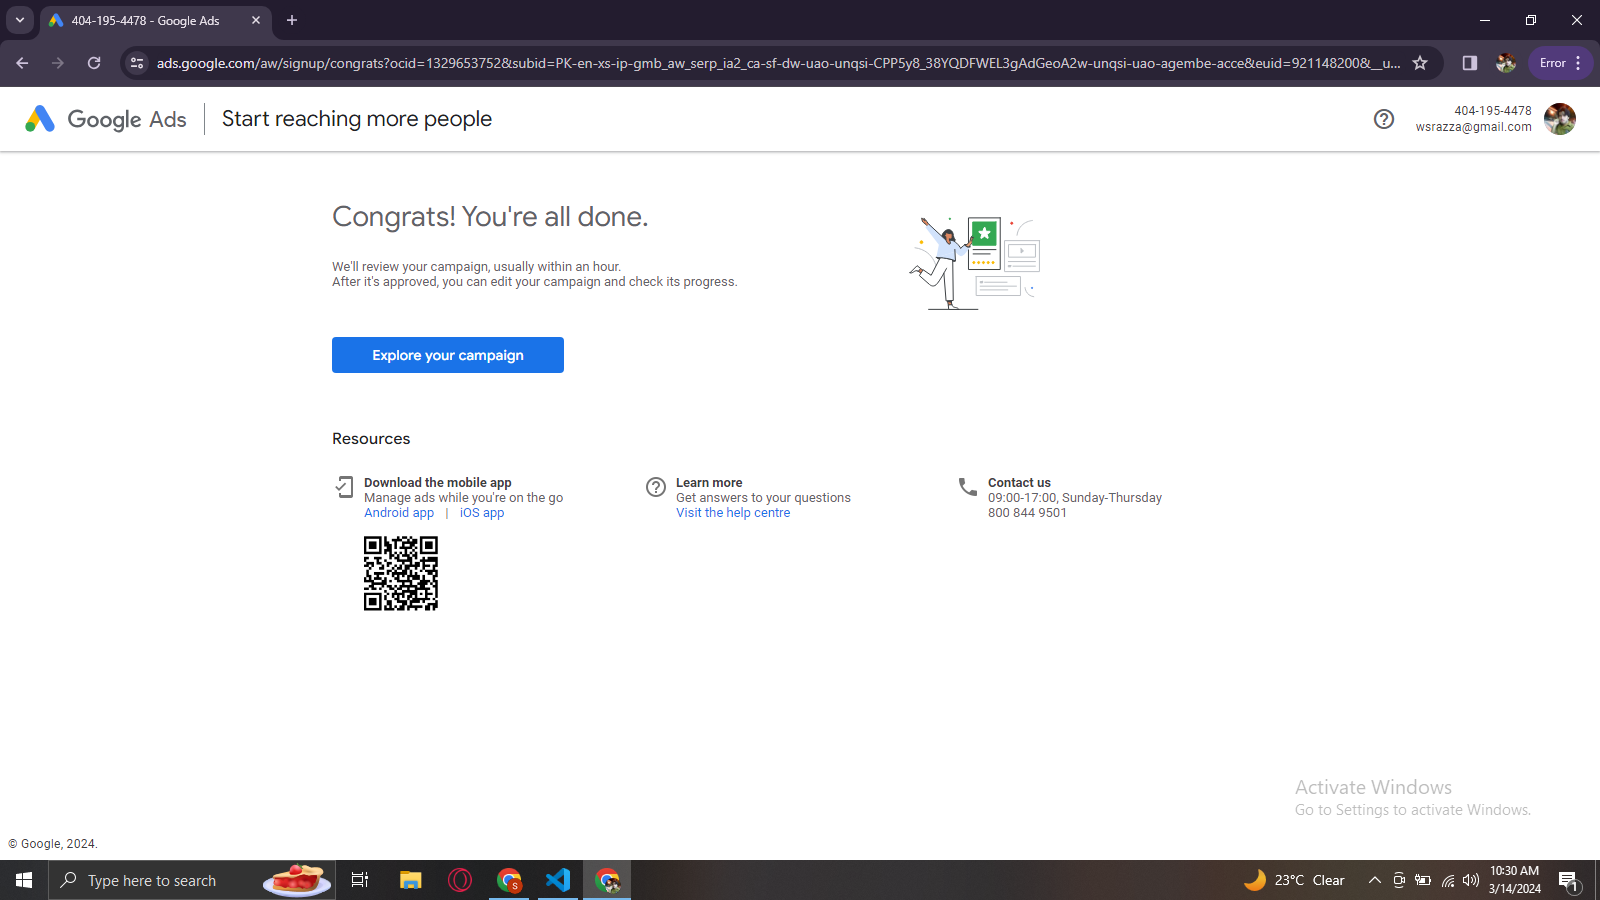 404-195-4478 - Google Ads
ads.google.com/aw/signup/congrats?ocid=1329653752&subid=PK-en-xs-ip-gmb_aw_serp_ia2_ca-sf-dw-uao-unqsi-CPP5y8_38YQDFWEL3gAdGeoA2w-unqsi-uao-agembe-acce&euid=921148200&__u...
Error
Google Ads
Start reaching more people
404-195-4478
wsrazza@gmail.com
Congrats! You're all done.
We'll review your campaign, usually within an hour.
After it's approved, you can edit your campaign and check its progress.
Explore your campaign
Resources
Download the mobile app
Manage ads while you're on the go
Android app | iOS app
Learn more
Get answers to your questions
Visit the help centre
Contact us
09:00-17:00, Sunday-Thursday
800 844 9501
Activate Windows
Go to Settings to activate Windows.
© Google, 2024.
Type here to search
S
23°C Clear
10:30 AM
3/14/2024
1